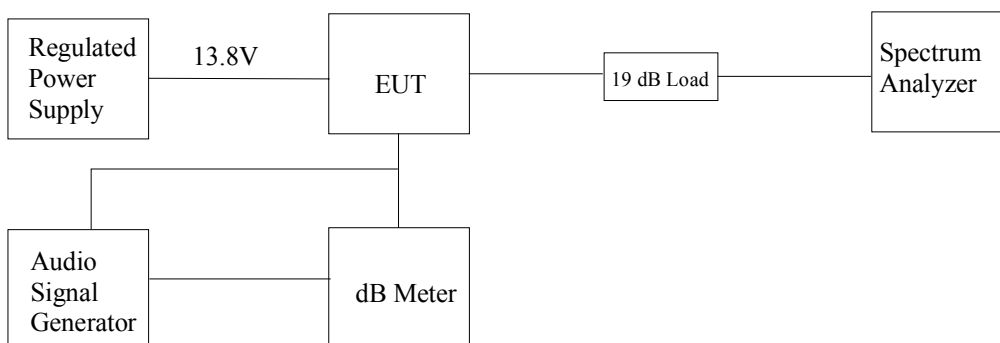 Regulated
Power
Supply
13.8V
EUT
19 dB Load
Spectrum
Analyzer
Audio
Signal
Generator
dB Meter